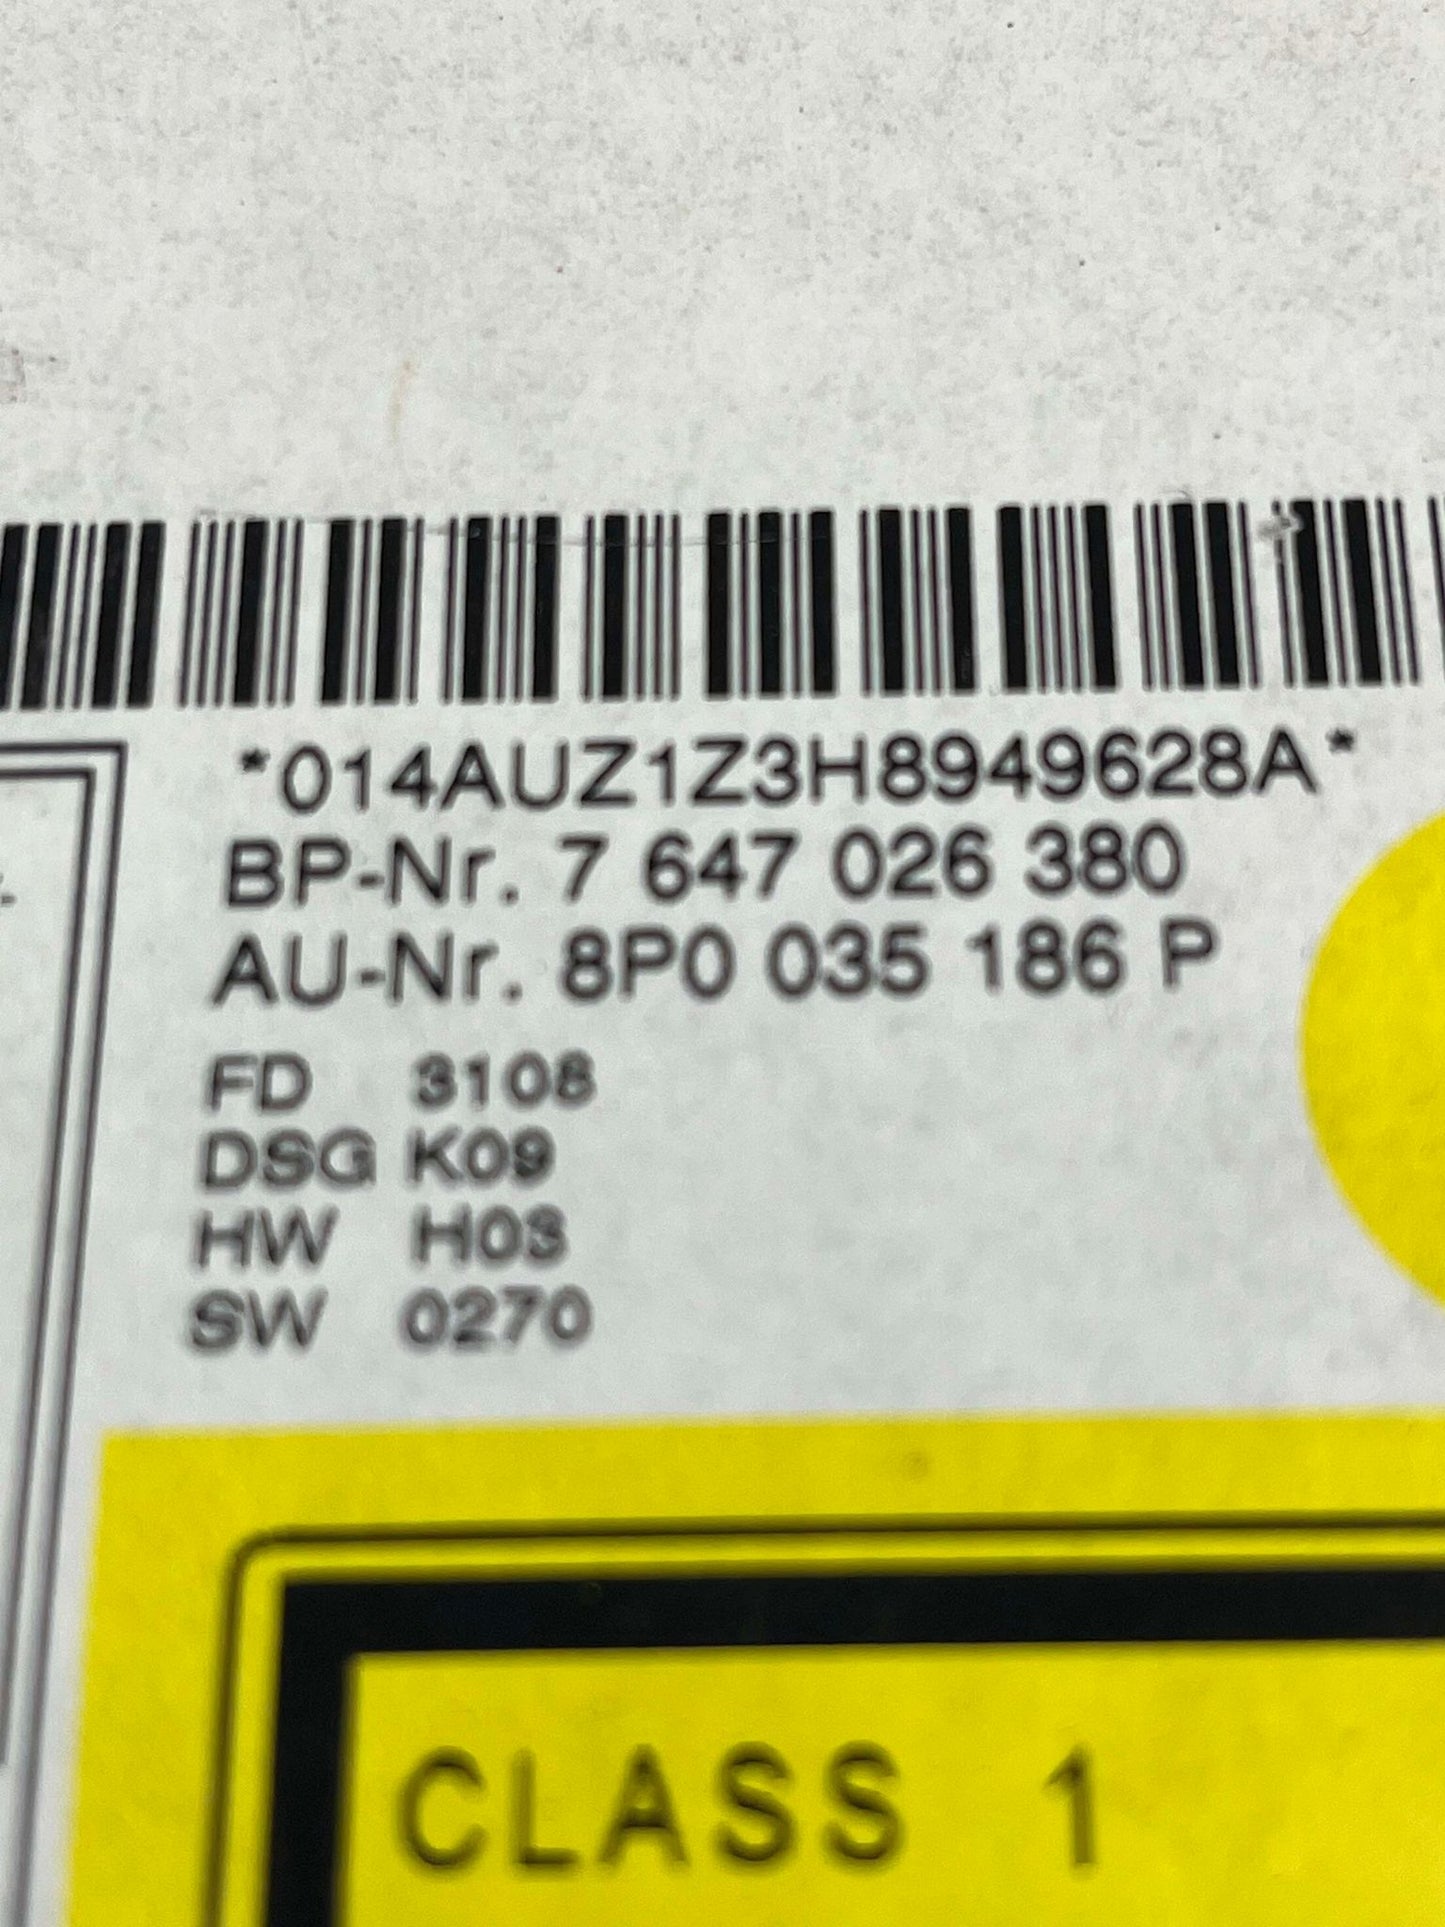 *014AUZ1Z3H8949628A*
BP-Nr. 7 647 026 380
AU-Nr. 8P0 035 186 P
FD 3108
DSG K09
HW H03
SW 0270
CLASS 1